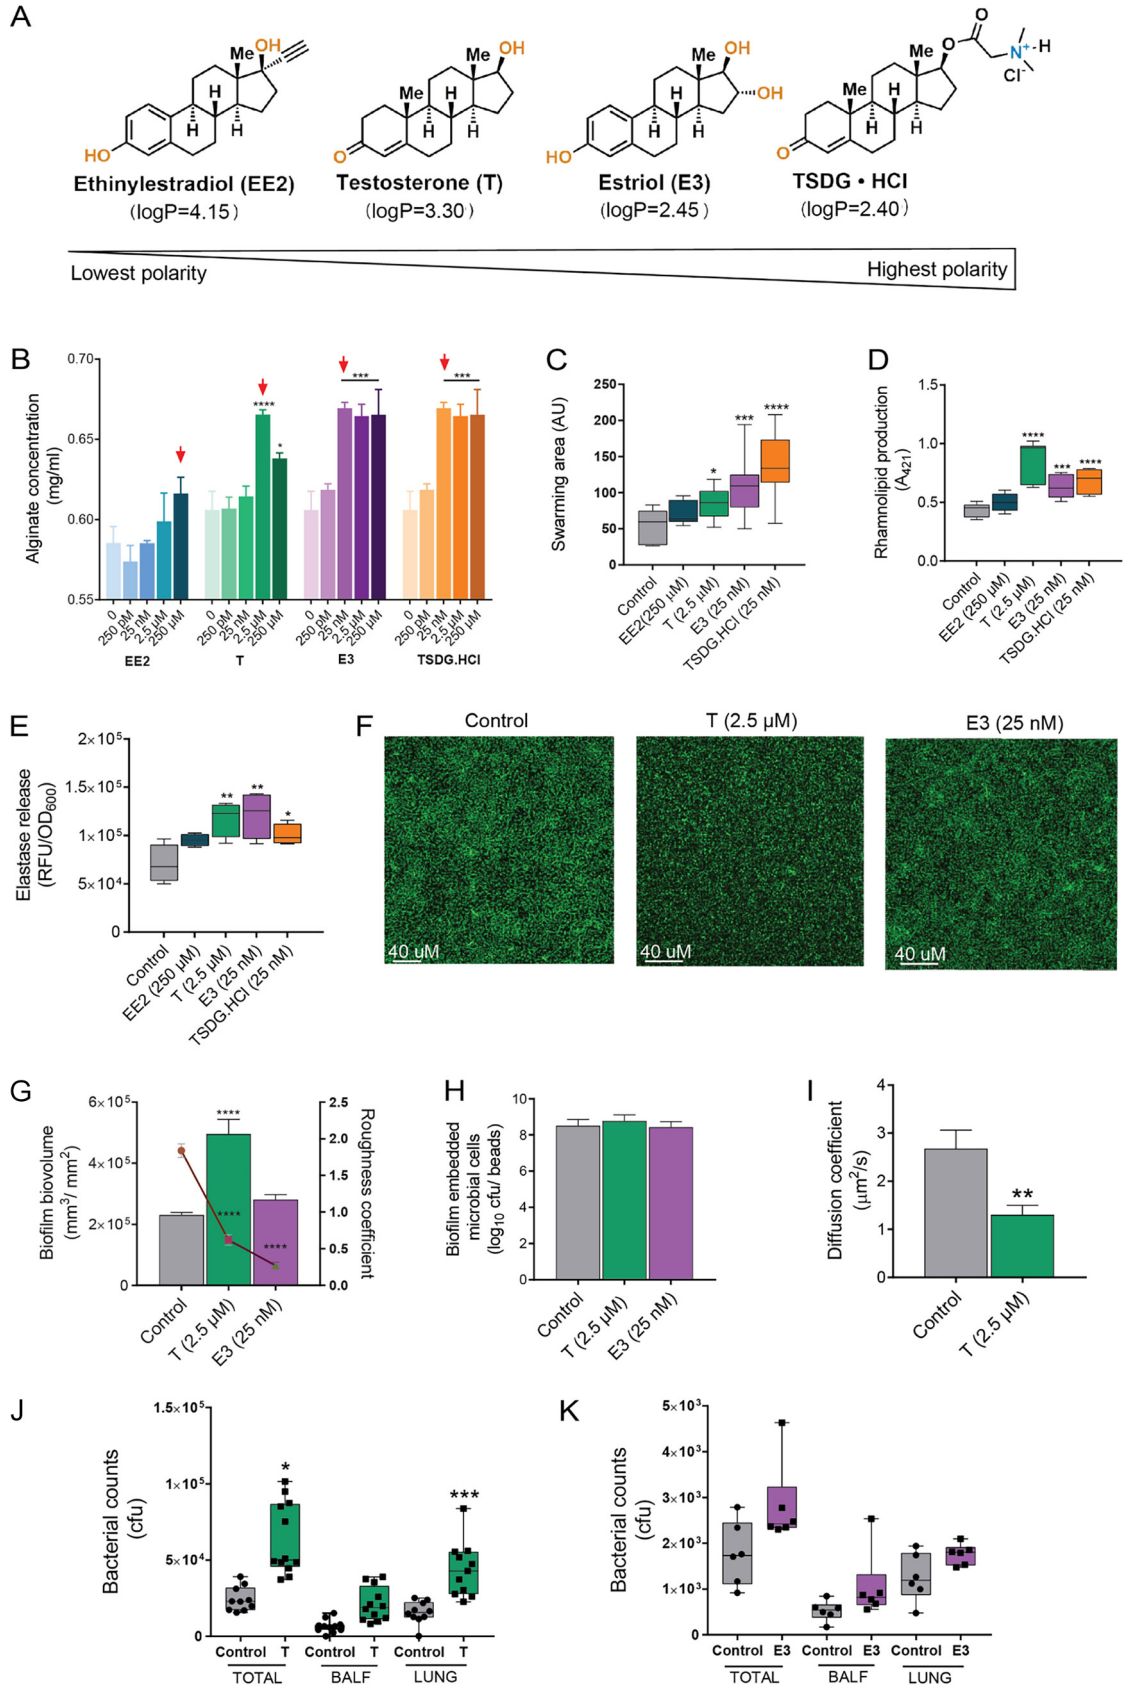 A
Me
OH
H
H
H
HO
Ethinylestradiol (EE2)
(logP=4.15)
Me
OH
Me
H
H
H
O
Testosterone (T)
(logP=3.30)
Me
OH
OH
H
H
H
HO
Estriol (E3)
(logP=2.45)
O
O
N+
H
Cl-
Me
Me
H
H
H
O
TSDG • HCl
(logP=2.40)
Lowest polarity
Highest polarity
B
Alginate concentration
(mg/ml)
0.70
0.65
0.60
0.55
****
*
***
***
0
250 pM
25 nM
2.5 µM
250 µM
0
250 pM
25 nM
2.5 µM
250 µM
0
250 pM
25 nM
2.5 µM
250 µM
0
250 pM
25 nM
2.5 µM
250 µM
EE2
T
E3
TSDG.HCl
C
Swarming area (AU)
250
200
150
100
50
0
*
***
****
Control
EE2(250 µM)
T (2.5 µM)
E3 (25 nM)
TSDG.HCl (25 nM)
D
Rhamnolipid production
(A421)
1.5
1.0
0.5
0.0
****
***
****
Control
EE2 (250 µM)
T (2.5 µM)
E3 (25 nM)
TSDG.HCl (25 nM)
E
Elastase release
(RFU/OD600)
2×10⁵
1.5×10⁵
1×10⁵
5×10⁴
0
**
**
*
Control
EE2 (250 µM)
T (2.5 µM)
E3 (25 nM)
TSDG.HCl (25 nM)
F
Control
T (2.5 µM)
E3 (25 nM)
40 uM
40 uM
40 uM
G
Biofilm biovolume
(mm³/ mm²)
6×10⁵
4×10⁵
2×10⁵
0
****
****
****
2.5
2.0
1.5
1.0
0.5
0.0
Roughness coefficient
Control
T (2.5 µM)
E3 (25 nM)
H
Biofilm embedded
microbial cells
(log10 cfu/ beads)
10
8
6
4
2
0
Control
T (2.5 µM)
E3 (25 nM)
I
Diffusion coefficient
(µm²/s)
4
3
2
1
0
**
Control
T (2.5 µM)
J
Bacterial counts
(cfu)
1.5×10⁵
1×10⁵
5×10⁴
0
*
***
Control T Control T Control T
TOTAL BALF LUNG
K
Bacterial counts
(cfu)
5×10³
4×10³
3×10³
2×10³
1×10³
0
Control E3 Control E3 Control E3
TOTAL BALF LUNG